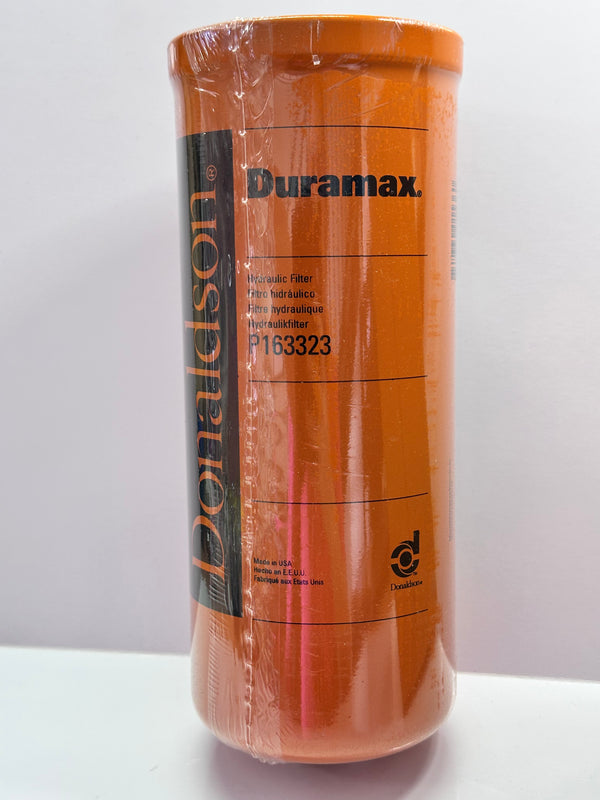 Donaldson®
Duramax®
Hydraulic Filter
Filtro hidráulico
Filtre hydraulique
Hydraulikfilter
P163323
Made in USA
Hecho en E.E.U.U.
Fabriqué aux États Unis
Donaldson